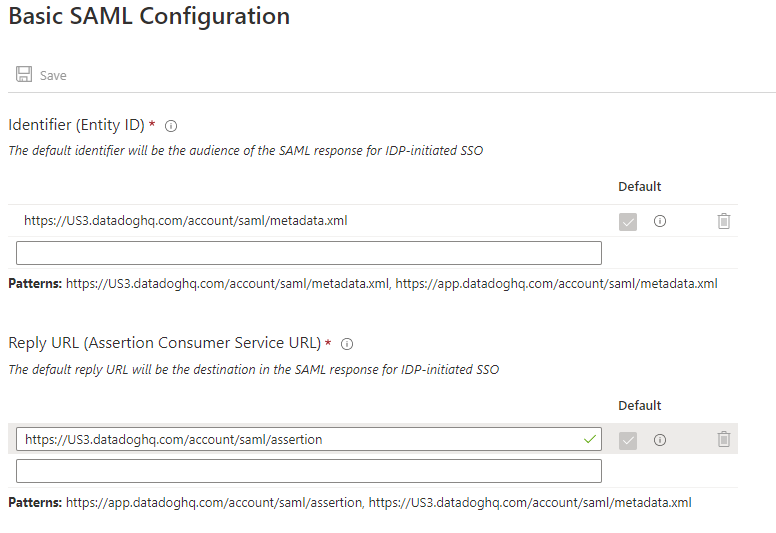 Basic SAML Configuration
Save
Identifier (Entity ID) *
The default identifier will be the audience of the SAML response for IDP-initiated SSO
Default
https://US3.datadoghq.com/account/saml/metadata.xml
Patterns: https://US3.datadoghq.com/account/saml/metadata.xml, https://app.datadoghq.com/account/saml/metadata.xml
Reply URL (Assertion Consumer Service URL) *
The default reply URL will be the destination in the SAML response for IDP-initiated SSO
Default
https://US3.datadoghq.com/account/saml/assertion
Patterns: https://app.datadoghq.com/account/saml/assertion, https://US3.datadoghq.com/account/saml/metadata.xml